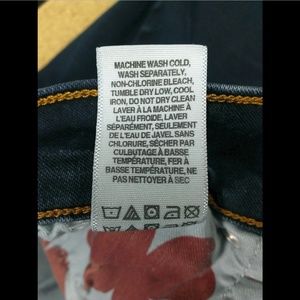 MACHINE WASH COLD,
WASH SEPARATELY,
NON-CHLORINE BLEACH,
TUMBLE DRY LOW, COOL
IRON, DO NOT DRY CLEAN
LAVER À LA MACHINE À
L'EAU FROIDE, LAVER
SÉPARÉMENT, SEULEMENT
DE L'EAU DE JAVEL SANS
CHLORURE, SÉCHER PAR
CULBUTAGE À BASSE
TEMPÉRATURE, FER À
BASSE TEMPÉRATURE, NE
PAS NETTOYER À SEC